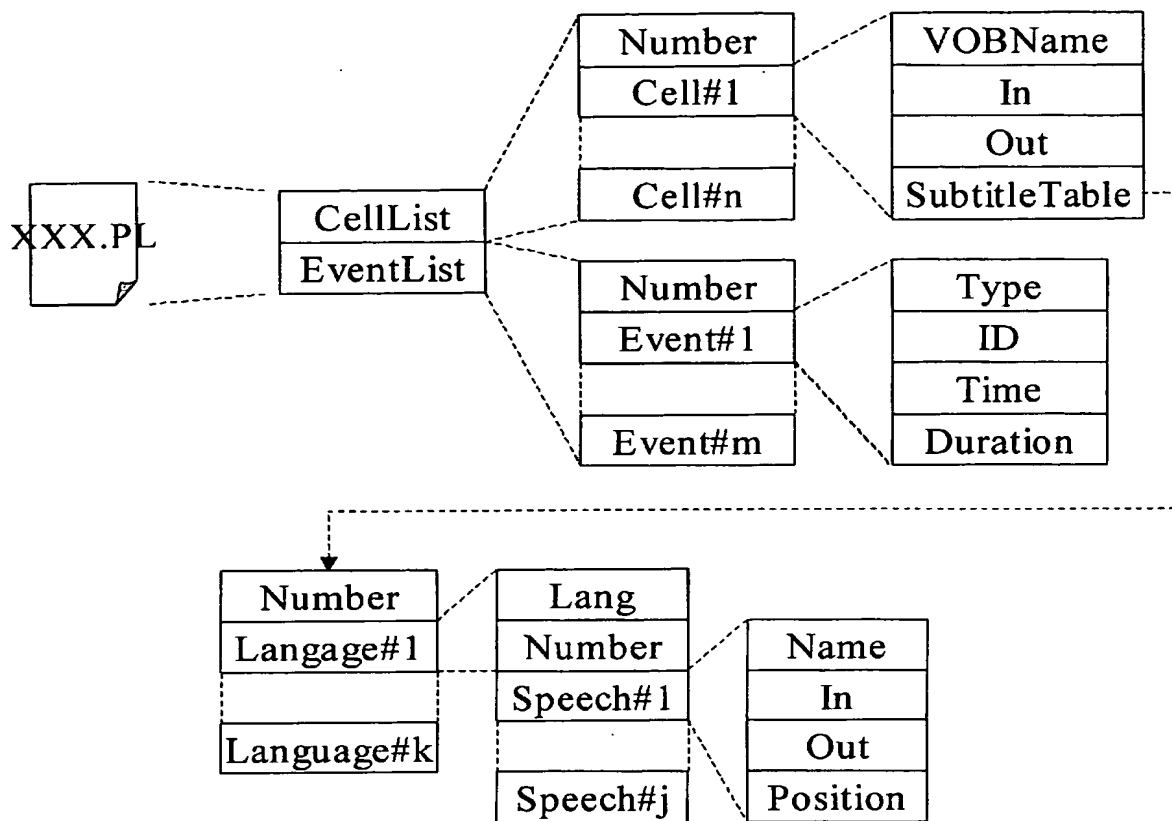 XXX.PL
CellList
EventList
Number
Cell#1
Cell#n
VOBName
In
Out
SubtitleTable
Number
Event#1
Event#m
Type
ID
Time
Duration
Number
Langage#1
Language#k
Lang
Number
Speech#1
Speech#j
Name
In
Out
Position